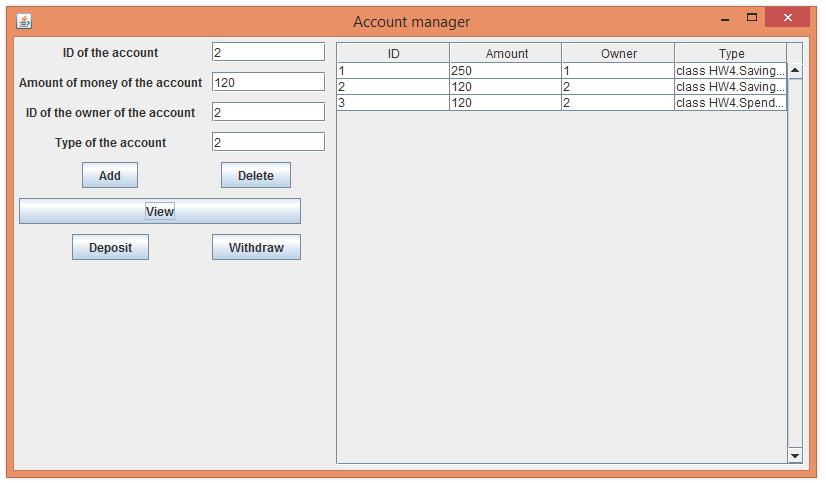 Account manager
ID of the account 2
Amount of money of the account 120
ID of the owner of the account 2
Type of the account 2
Add Delete
View
Deposit Withdraw
ID Amount Owner Type
1 250 1 class HW4.Saving...
2 120 2 class HW4.Saving...
3 120 2 class HW4.Spend...